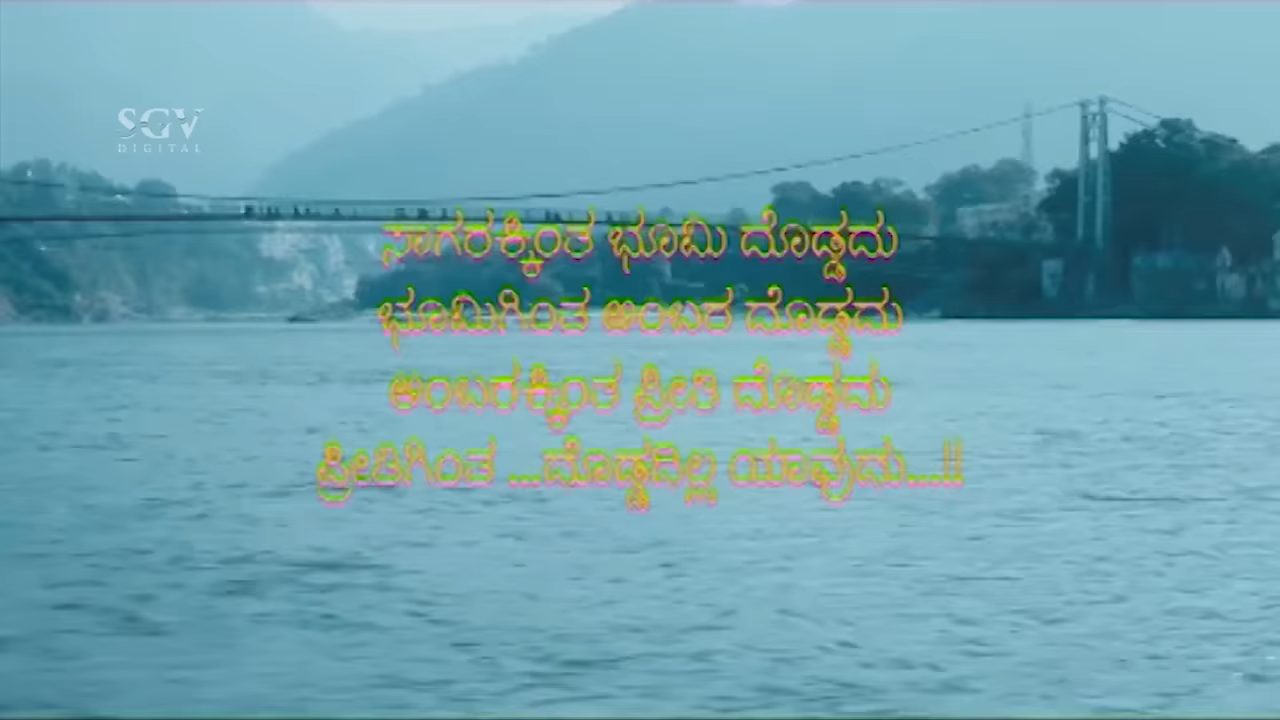 SGV
DIGITAL
ಸಾಗರಕ್ಕಿಂತ ಭೂಮಿ ದೊಡ್ಡದು
ಭೂಮಿಗಿಂತ ಅಂಬರ ದೊಡ್ಡದು
ಅಂಬರಕ್ಕಿಂತ ಪ್ರೀತಿ ದೊಡ್ಡದು
ಪ್ರೀತಿಗಿಂತ ...ದೊಡ್ಡದಿಲ್ಲ ಯಾವುದು....!!